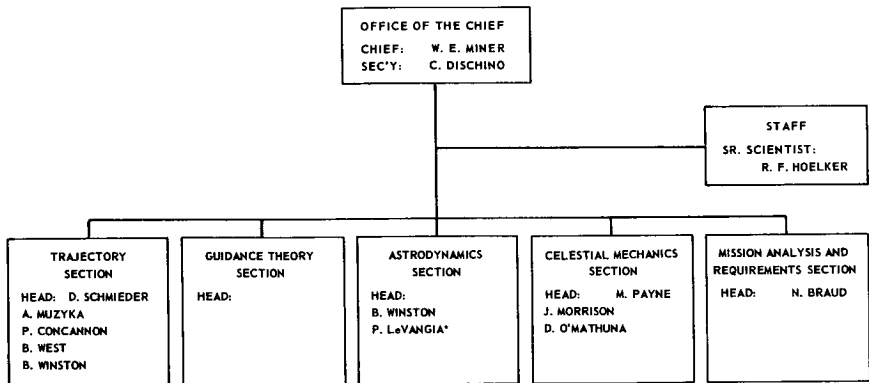 OFFICE OF THE CHIEF
CHIEF: W. E. MINER
SEC'Y: C. DISCHINO
STAFF
SR. SCIENTIST:
R. F. HOELKER
TRAJECTORY
SECTION
HEAD: D. SCHMIEDER
A. MUZYKA
P. CONCANNON
B. WEST
B. WINSTON
GUIDANCE THEORY
SECTION
HEAD:
ASTRODYNAMICS
SECTION
HEAD:
B. WINSTON
P. LeVANGIA*
CELESTIAL MECHANICS
SECTION
HEAD: M. PAYNE
J. MORRISON
D. O'MATHUNA
MISSION ANALYSIS AND
REQUIREMENTS SECTION
HEAD: N. BRAUD